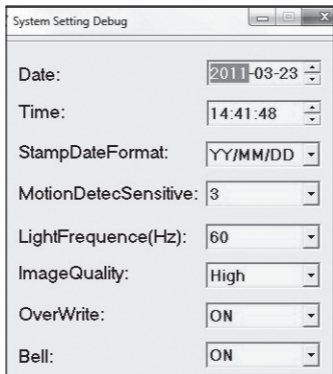 System Setting Debug
Date: 2011-03-23
Time: 14:41:48
StampDateFormat: YY/MM/DD
MotionDetecSensitive: 3
LightFrequence(Hz): 60
ImageQuality: High
OverWrite: ON
Bell: ON